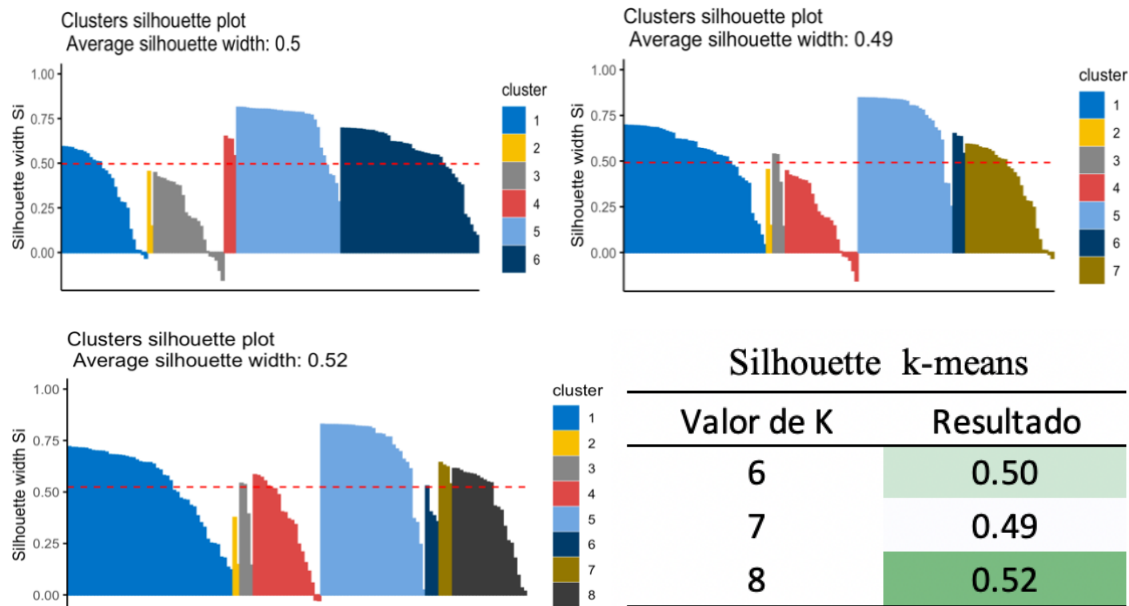 Clusters silhouette plot
Average silhouette width: 0.5
1.00
0.75
0.50
0.25
0.00
Silhouette width Si
cluster
1
2
3
4
5
6
Clusters silhouette plot
Average silhouette width: 0.49
1.00
0.75
0.50
0.25
0.00
Silhouette width Si
cluster
1
2
3
4
5
6
7
Clusters silhouette plot
Average silhouette width: 0.52
1.00
0.75
0.50
0.25
0.00
Silhouette width Si
cluster
1
2
3
4
5
6
7
8
Silhouette k-means
Valor de K Resultado
6 0.50
7 0.49
8 0.52